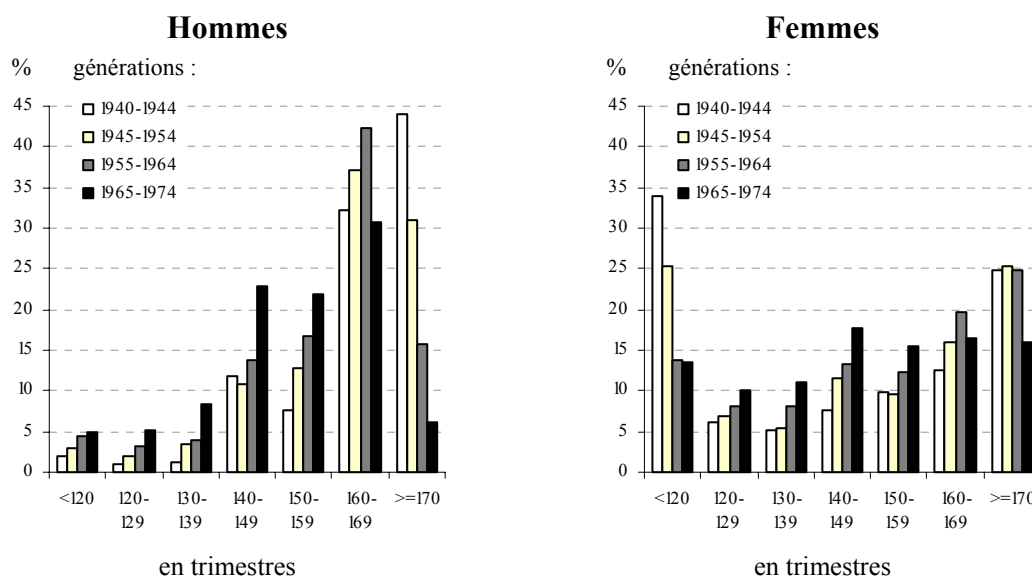 Hommes
% générations :
45
40
35
30
25
20
15
10
5
0
1940-1944
1945-1954
1955-1964
1965-1974
<120 120- 130- 140- 150- 160- >=170
129 139 149 159 169
en trimestres
Femmes
% générations :
45
40
35
30
25
20
15
10
5
0
1940-1944
1945-1954
1955-1964
1965-1974
<120 120- 130- 140- 150- 160- >=170
129 139 149 159 169
en trimestres